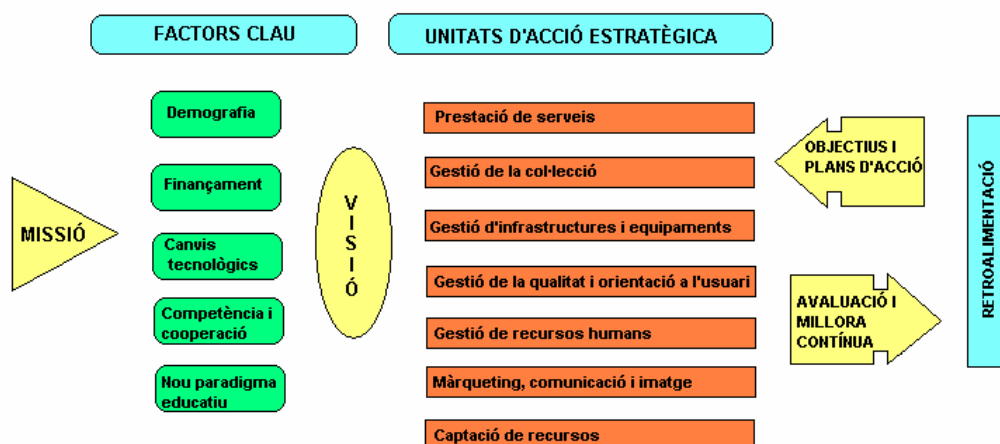 FACTORS CLAU
UNITATS D'ACCIÓ ESTRATÈGICA
MISSIÓ
Demografia
Finançament
Canvis
tecnològics
Competència i
cooperació
Nou paradigma
educatiu
VISIÓ
Prestació de serveis
Gestió de la col·lecció
Gestió d'infrastructures i equipaments
Gestió de la qualitat i orientació a l'usuari
Gestió de recursos humans
Màrqueting, comunicació i imatge
Captació de recursos
OBJECTIUS I
PLANS D'ACCIÓ
AVALUACIÓ I
MILLORA
CONTÍNUA
RETROALIMENTACIÓ